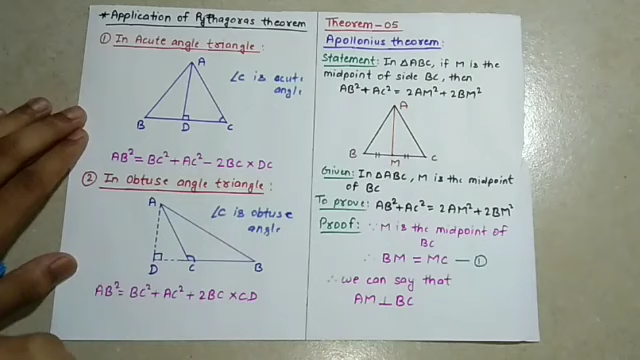 *Application of Pythagoras theorem
① In Acute angle triangle:
A
∠C is acute
angle
B
D
C
AB² = BC² + AC² - 2BC × DC
② In Obtuse angle triangle:
A
∠C is obtuse
angle
D
C
B
AB² = BC² + AC² + 2BC × CD
Theorem-05
Apollonius theorem:
Statement: In △ABC, if M is the
midpoint of side BC, then
AB² + AC² = 2AM² + 2BM²
A
B
M
C
Given: In △ABC, M is the midpoint
of BC
To prove: AB² + AC² = 2AM² + 2BM²
Proof: ∵ M is the midpoint of
BC
∴ BM = MC — ①
∴ we can say that
AM ⊥ BC